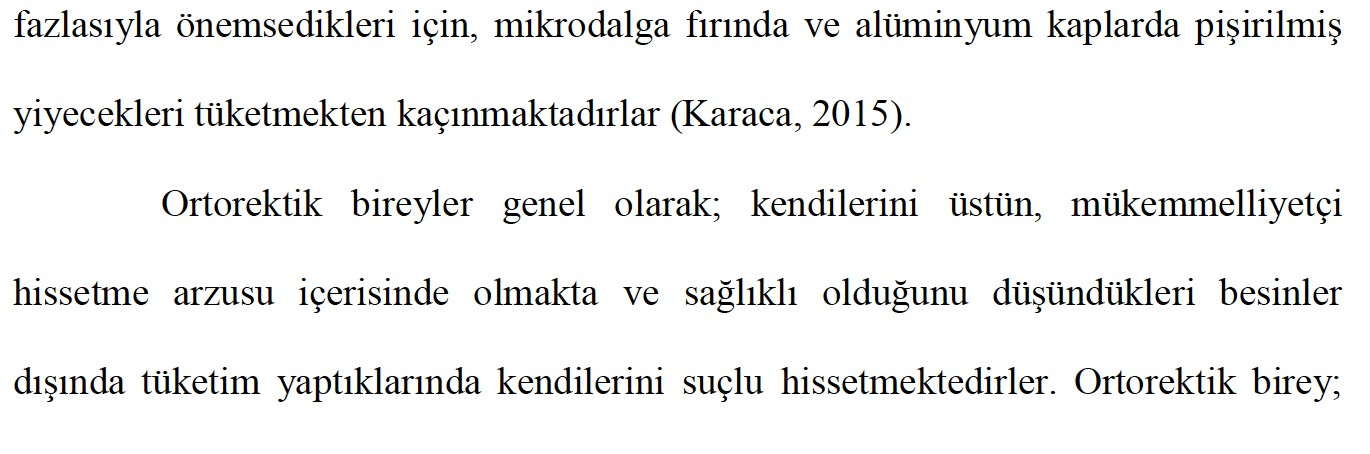 fazlasıyla önemsedikleri için, mikrodalga fırında ve alüminyum kaplarda pişirilmiş
yiyecekleri tüketmekten kaçınmaktadırlar (Karaca, 2015).
Ortorektik bireyler genel olarak; kendilerini üstün, mükemmelliyetçi
hissetme arzusu içerisinde olmakta ve sağlıklı olduğunu düşündükleri besinler
dışında tüketim yaptıklarında kendilerini suçlu hissetmektedirler. Ortorektik birey;